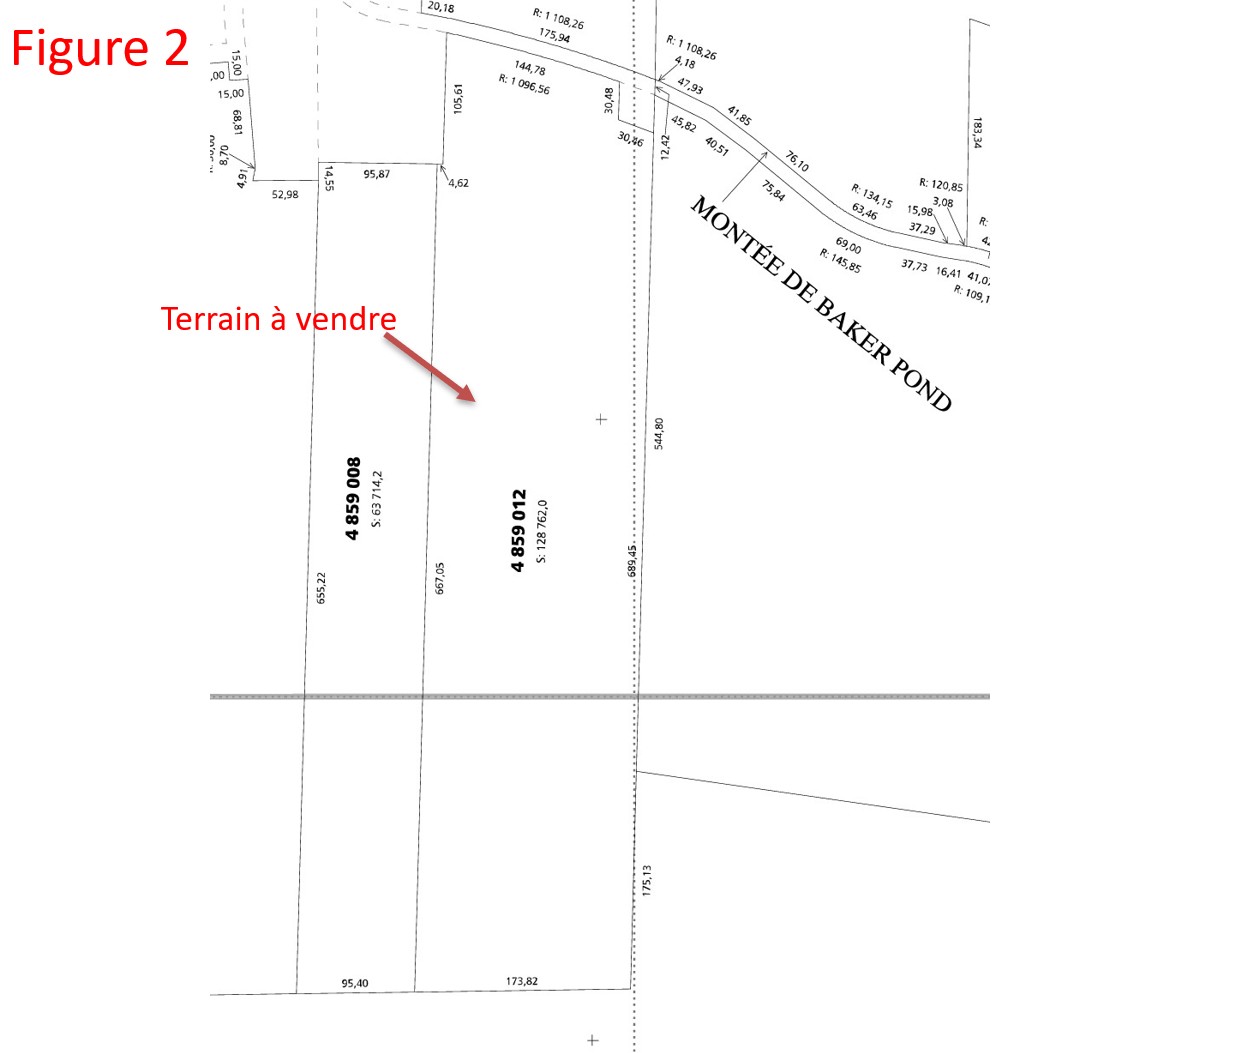 Figure 2
20,18
R: 1 108,26
175,94
R: 1 108,26
4,18
144,78
R: 1 096,56
47,93
41,85
15,00
,00
15,00
68,81
8,70
4,91
52,98
14,55
95,87
105,61
4,62
30,48
30,46
12,42
45,82
40,51
76,10
75,84
183,34
R: 120,85
3,08
R: 134,15
63,46
15,98
37,29
R:
69,00
R: 145,85
37,73
16,41
41,0
R: 109,1
MONTÉE DE BAKER POND
Terrain à vendre
4 859 008
S: 63 714,2
4 859 012
S: 128 762,0
544,80
655,22
667,05
689,45
175,13
95,40
173,82